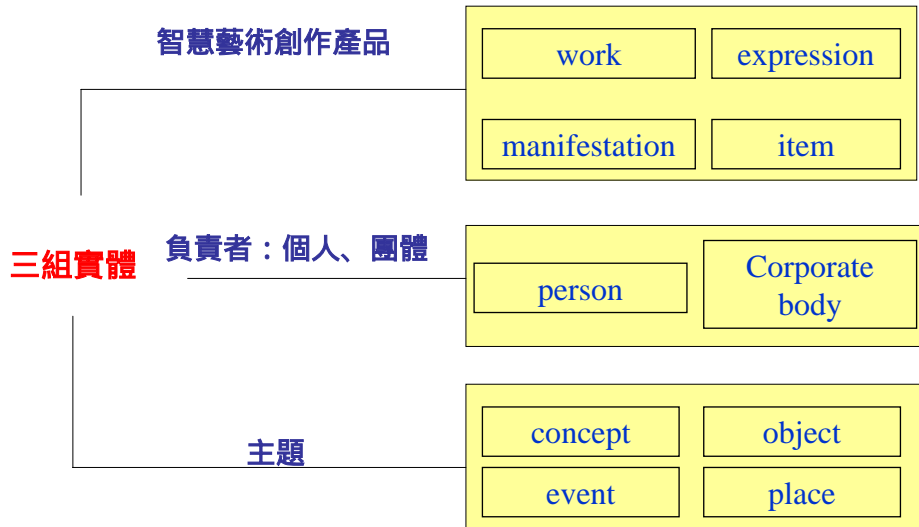 智慧藝術創作產品
work
expression
manifestation
item
三組實體
負責者：個人、團體
person
Corporate
body
主題
concept
object
event
place